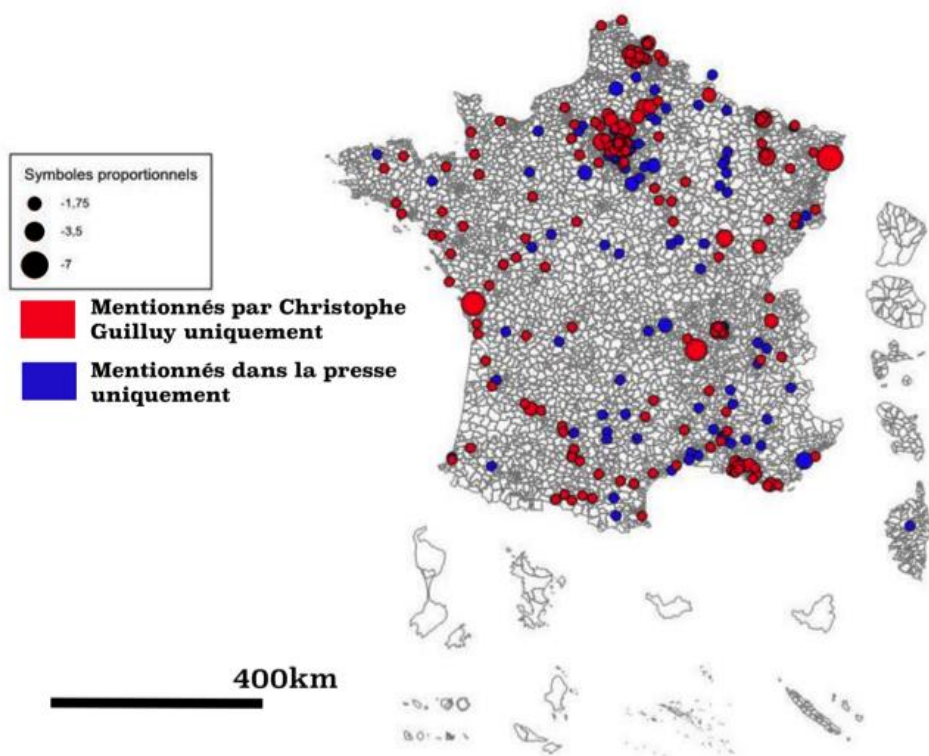 Symboles proportionnels
-1,75
-3,5
-7
Mentionnés par Christophe
Guilluy uniquement
Mentionnés dans la presse
uniquement
400km